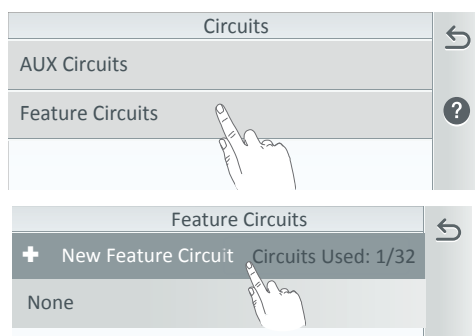 Circuits
AUX Circuits
Feature Circuits
?
Feature Circuits
+ New Feature Circuit Circuits Used: 1/32
None